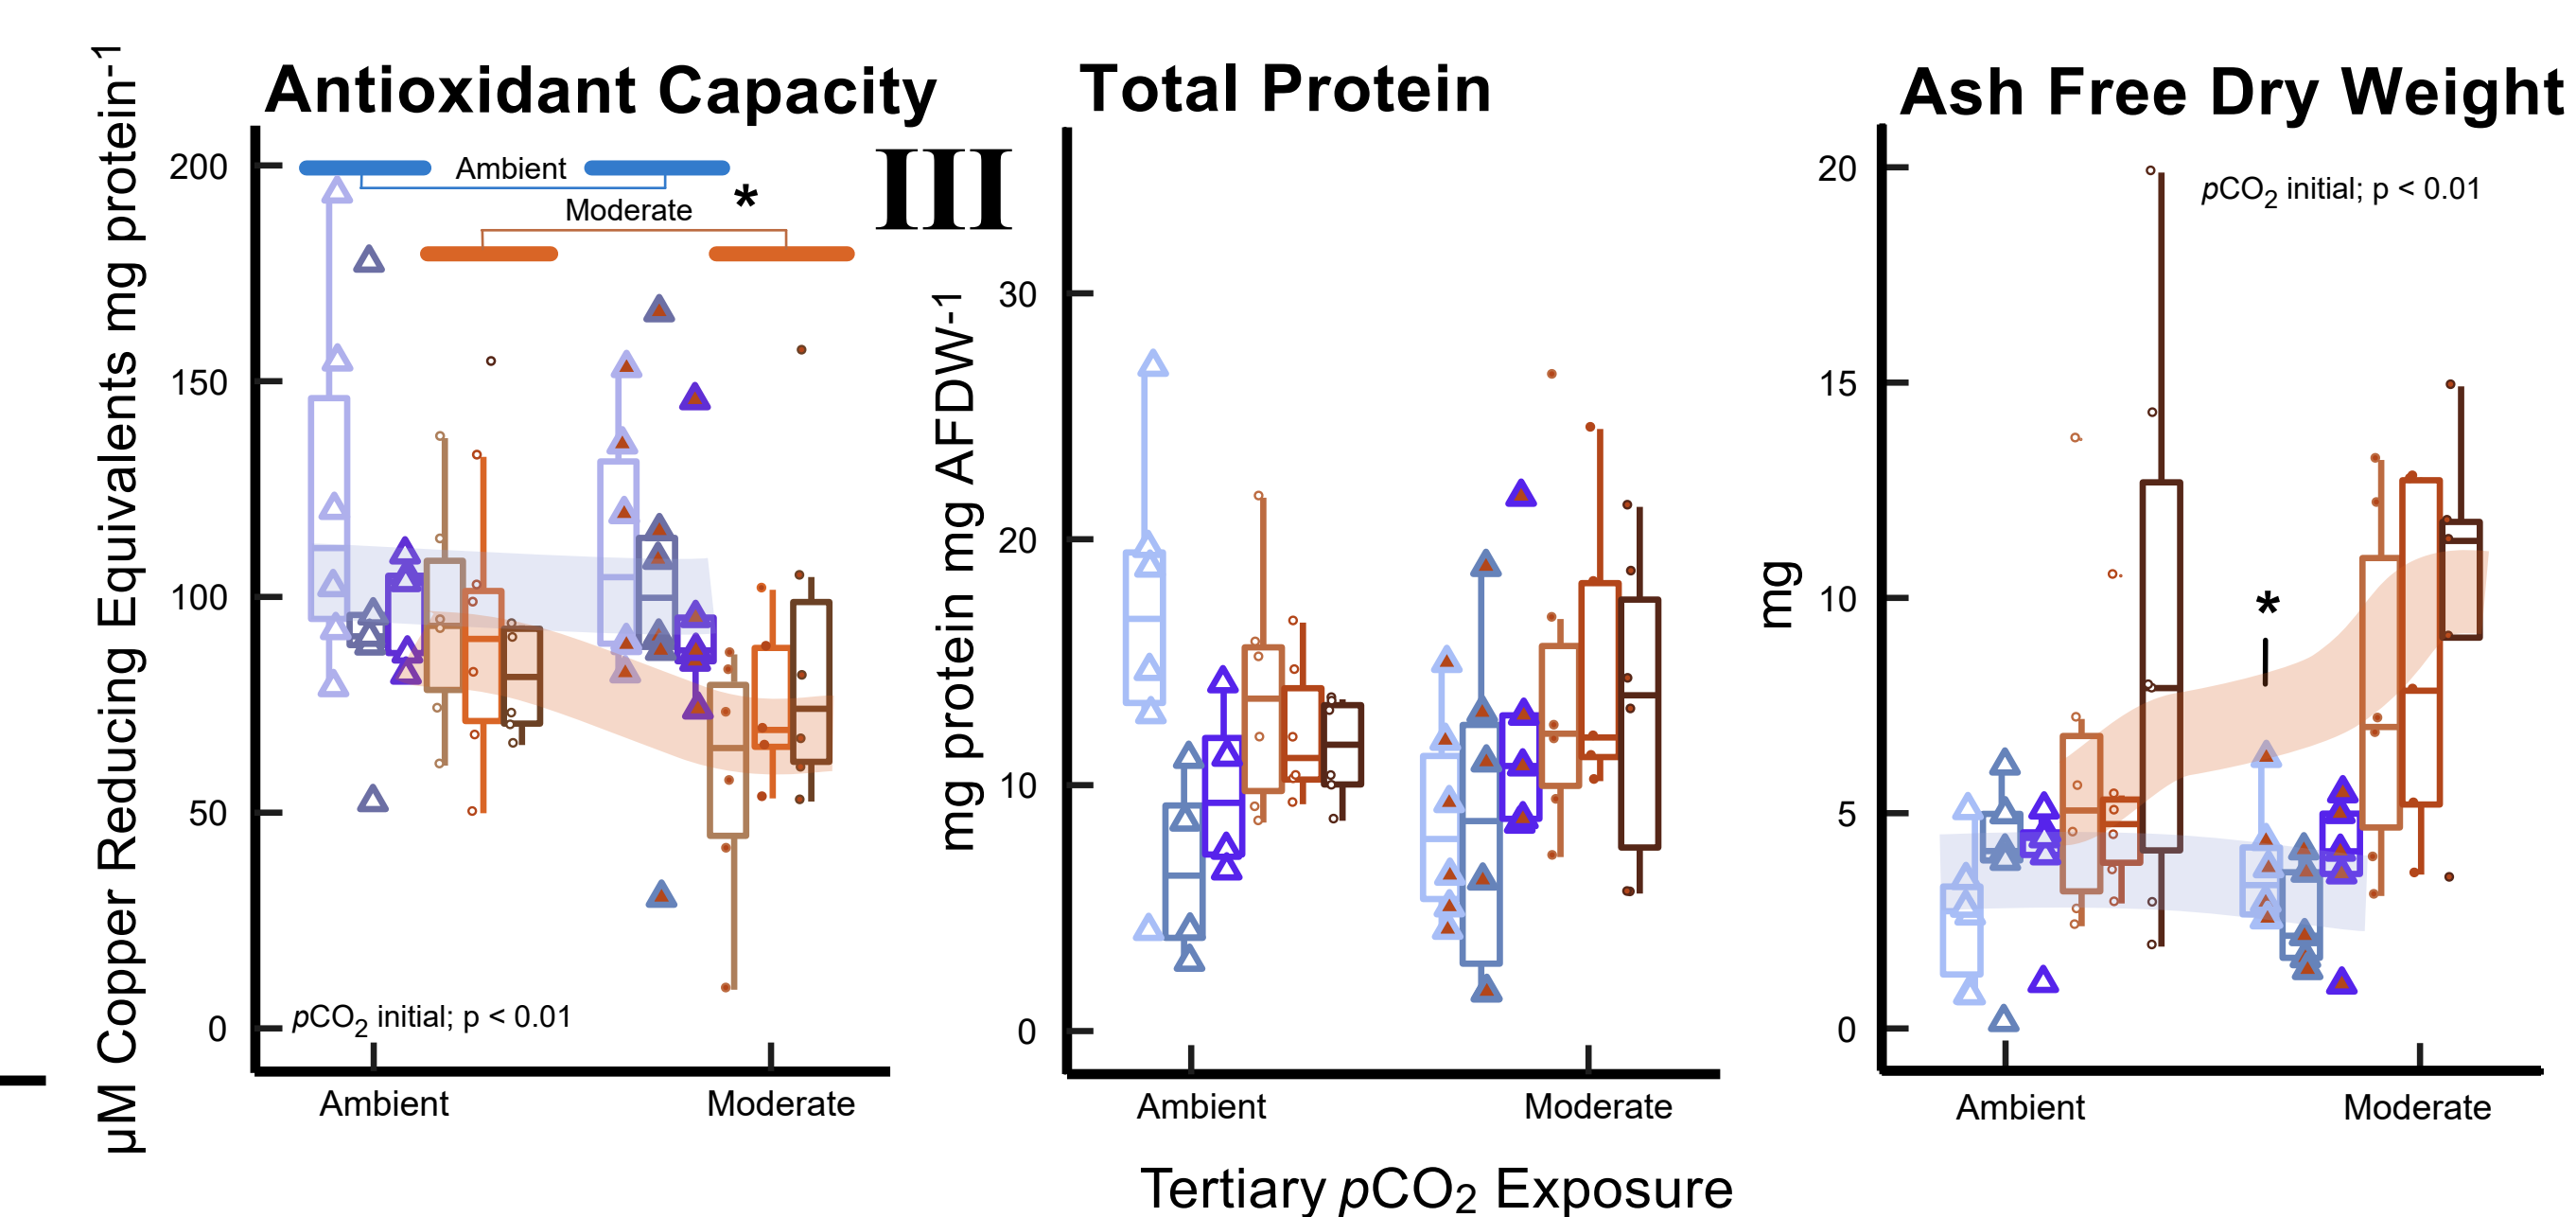 Antioxidant Capacity
µM Copper Reducing Equivalents mg protein-1
200
150
100
50
0
Ambient
Moderate
*
pCO2 initial; p < 0.01
Ambient
Moderate
III
Total Protein
mg protein mg AFDW-1
30
20
10
0
Ambient
Moderate
Ash Free Dry Weight
mg
20
15
10
5
0
pCO2 initial; p < 0.01
*
Ambient
Moderate
Tertiary pCO2 Exposure